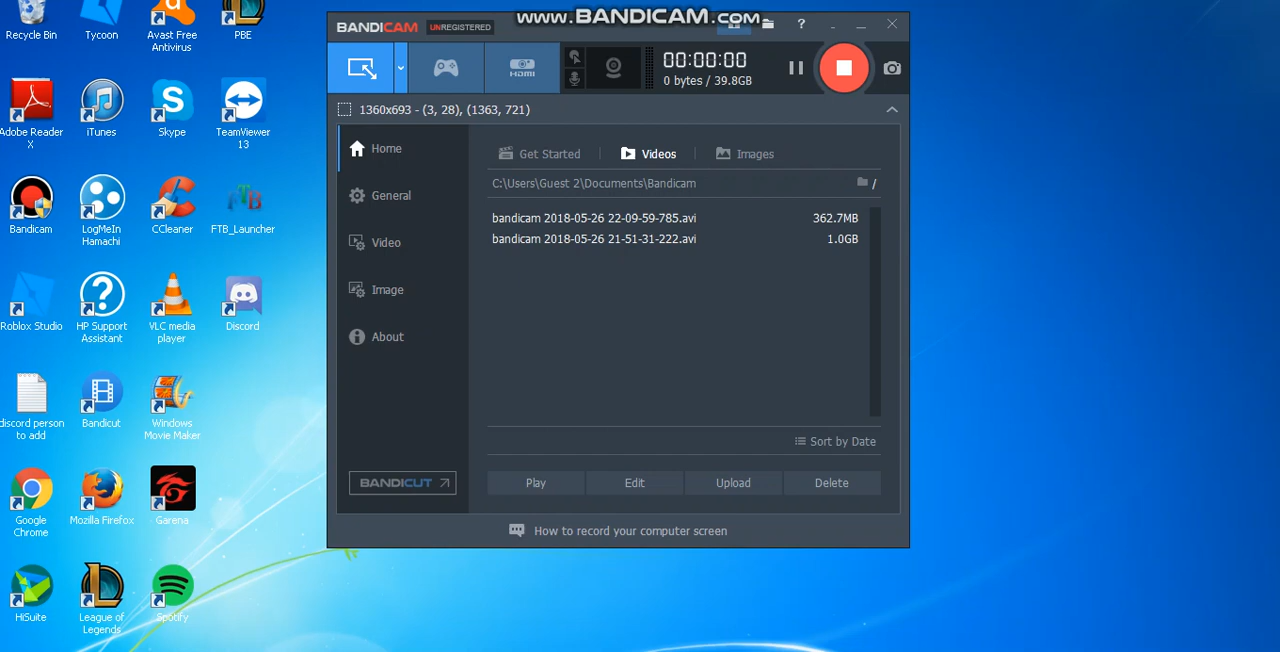 www.BANDICAM.com
Recycle Bin
Tycoon
Avast Free
Antivirus
PBE
Adobe Reader
X
iTunes
Skype
TeamViewer
13
Bandicam
LogMeIn
Hamachi
CCleaner
FTB
FTB_Launcher
Roblox Studio
HP Support
Assistant
VLC media
player
Discord
discord person
to add
Bandicut
Windows
Movie Maker
Google
Chrome
Mozilla Firefox
Garena
HiSuite
League of
Legends
Spotify
BANDICAM UNREGISTERED
?
HDMI
00:00:00
0 bytes / 39.8GB
1360x693 - (3, 28), (1363, 721)
Home
General
Video
Image
About
BANDICUT
Get Started
Videos
Images
C:\Users\Guest 2\Documents\Bandicam
/
bandicam 2018-05-26 22-09-59-785.avi 362.7MB
bandicam 2018-05-26 21-51-31-222.avi 1.0GB
Sort by Date
Play
Edit
Upload
Delete
How to record your computer screen